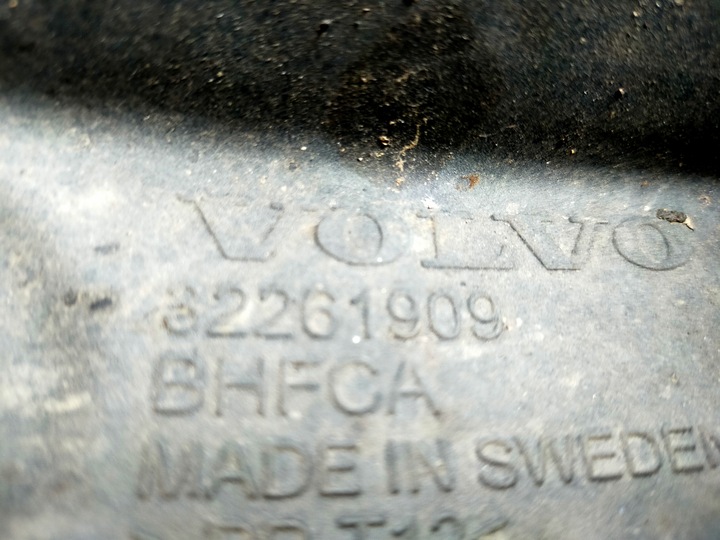 VOLVO
82261909
BHFCA
MADE IN SWEDEN